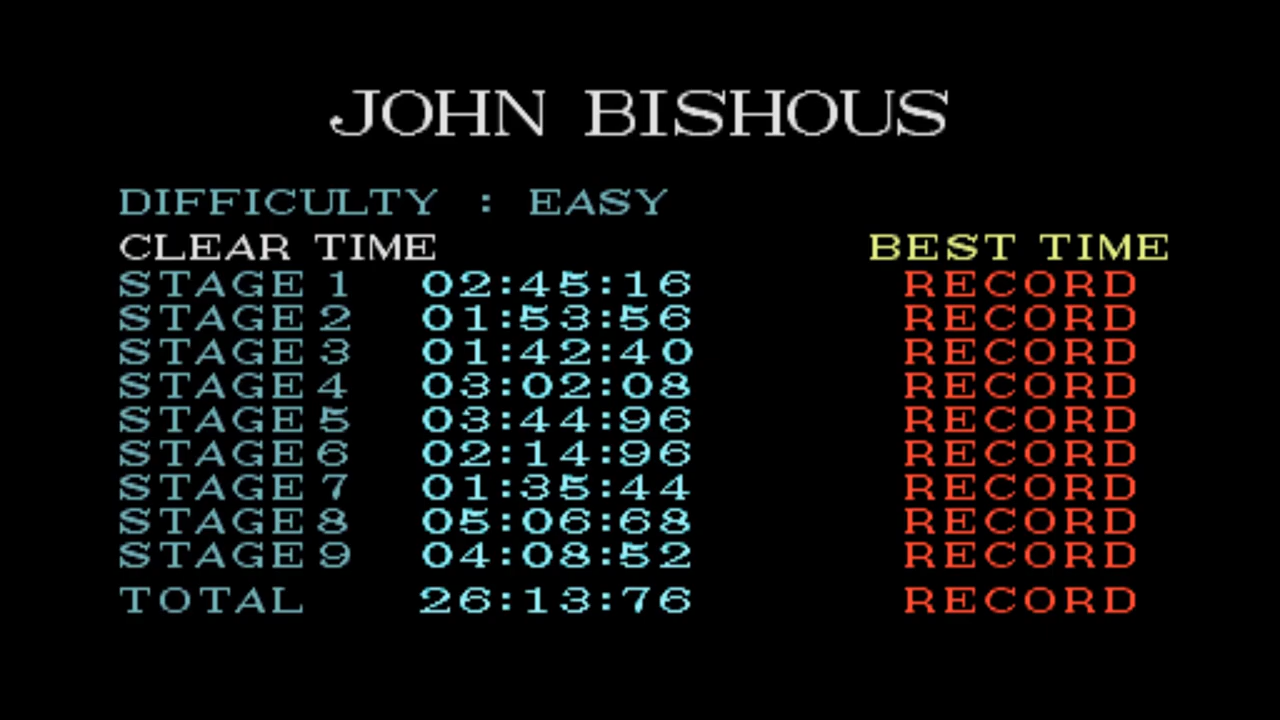 JOHN BISHOUS
DIFFICULTY : EASY
CLEAR TIME BEST TIME
STAGE 1 02:45:16 RECORD
STAGE 2 01:53:56 RECORD
STAGE 3 01:42:40 RECORD
STAGE 4 03:02:08 RECORD
STAGE 5 03:44:96 RECORD
STAGE 6 02:14:96 RECORD
STAGE 7 01:35:44 RECORD
STAGE 8 05:06:68 RECORD
STAGE 9 04:08:52 RECORD
TOTAL 26:13:76 RECORD